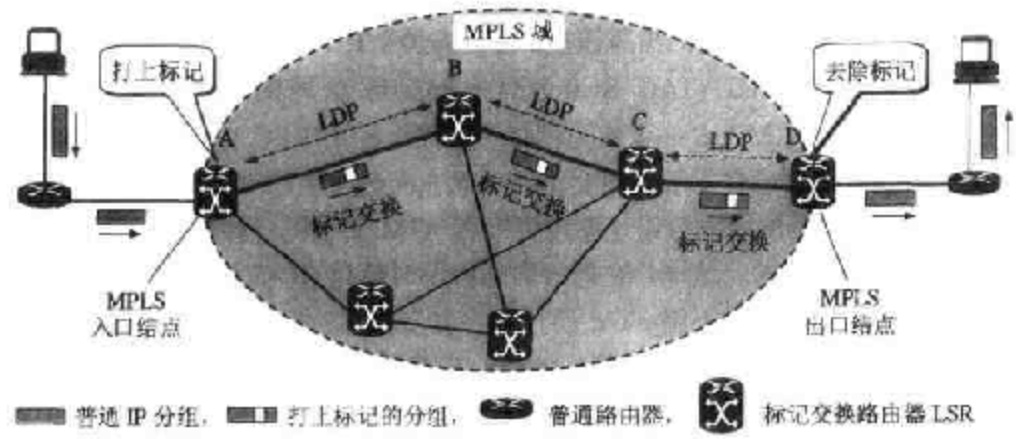 MPLS 域
打上标记
去除标记
B
LDP
LDP
C
A
LDP
D
标记交换
标记交换
标记交换
MPLS
入口结点
MPLS
出口结点
普通 IP 分组,
打上标记的分组,
普通路由器,
标记交换路由器 LSR